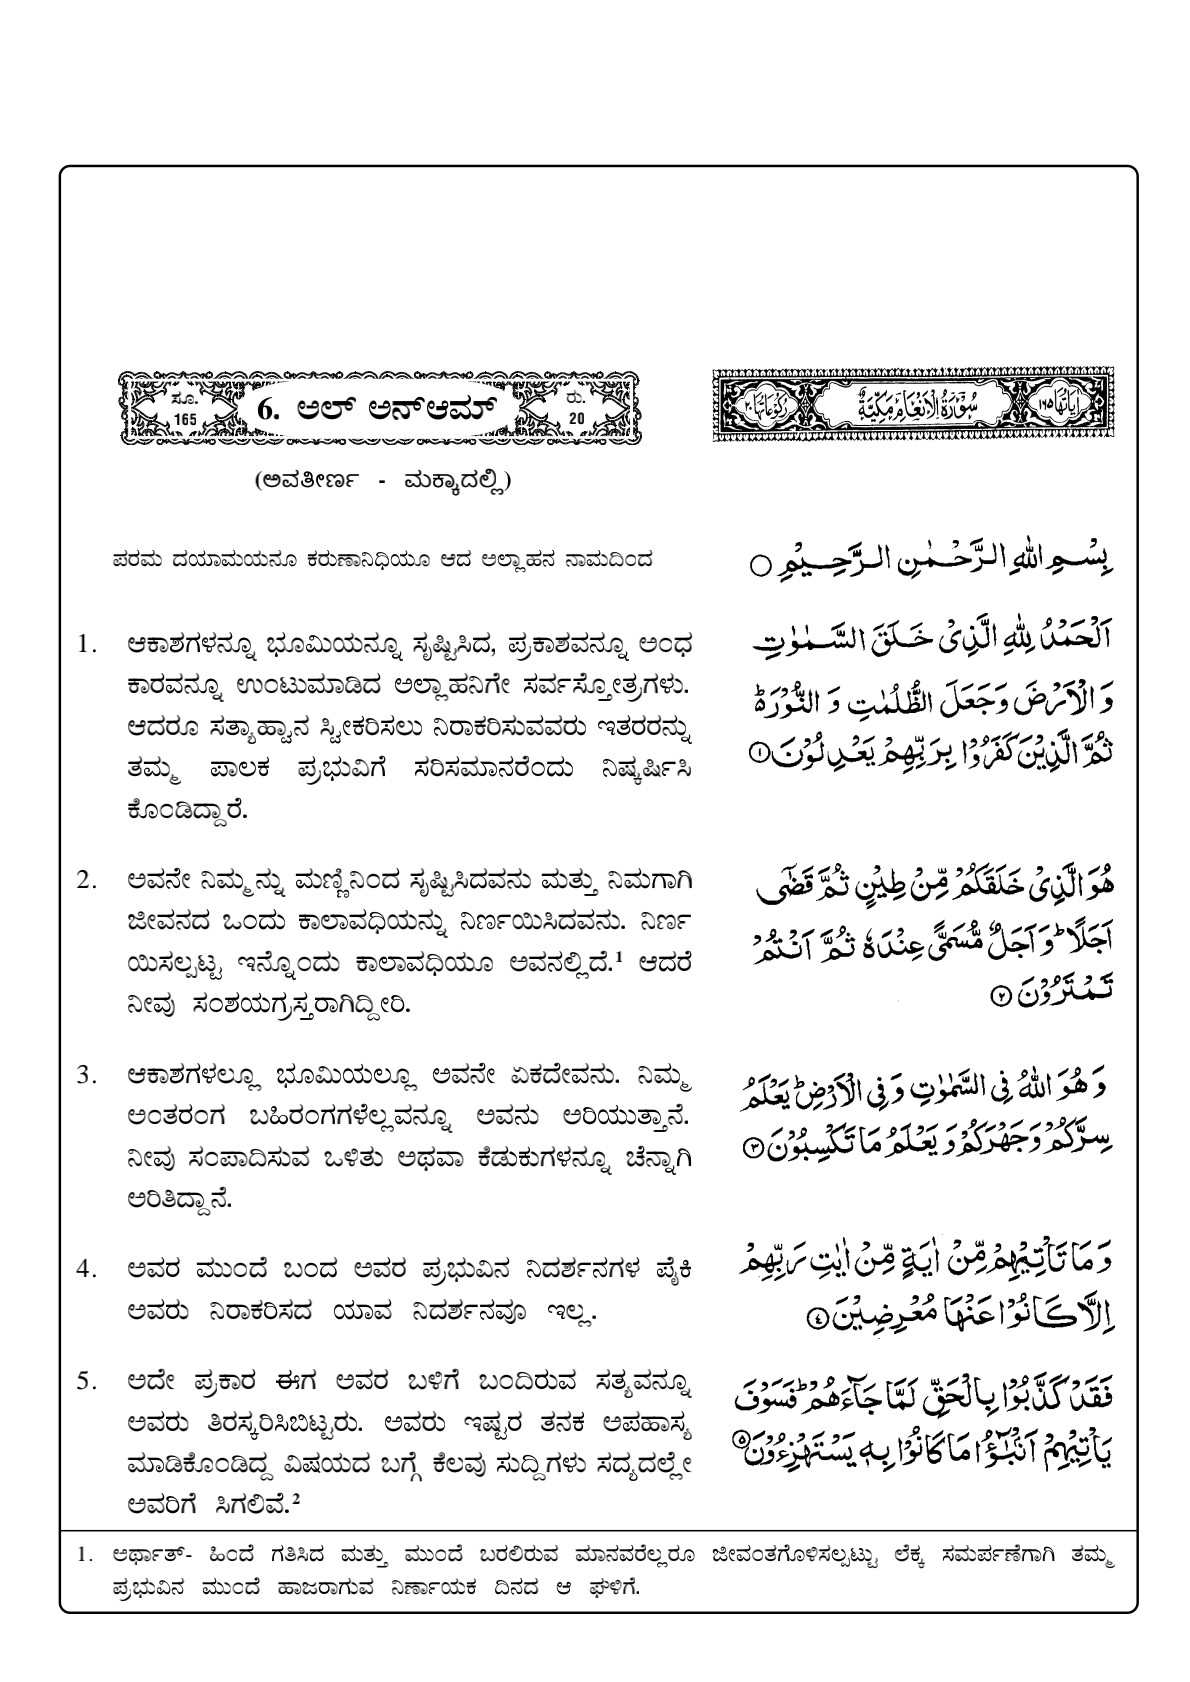 ಸೂ.
165
6. ಅಲ್ ಅನ್‌ಆಮ್
ರು.
20
اٰيَاتُهَا ١٦٥
سُوْرَةُ الْاَنْعَامِ مَكِّيَّةٌ
رُكُوْعَاتُهَا ٢٠
(ಅವತೀರ್ಣ - ಮಕ್ಕಾದಲ್ಲಿ)
ಪರಮ ದಯಾಮಯನೂ ಕರುಣಾನಿಧಿಯೂ ಆದ ಅಲ್ಲಾಹನ ನಾಮದಿಂದ
بِسْمِ اللهِ الرَّحْمٰنِ الرَّحِيْمِ ○
1. ಆಕಾಶಗಳನ್ನೂ ಭೂಮಿಯನ್ನೂ ಸೃಷ್ಟಿಸಿದ, ಪ್ರಕಾಶವನ್ನೂ ಅಂಧ
ಕಾರವನ್ನೂ ಉಂಟುಮಾಡಿದ ಅಲ್ಲಾಹನಿಗೇ ಸರ್ವಸ್ತೋತ್ರಗಳು.
ಆದರೂ ಸತ್ಯಾಹ್ವಾನ ಸ್ವೀಕರಿಸಲು ನಿರಾಕರಿಸುವವರು ಇತರರನ್ನು
ತಮ್ಮ ಪಾಲಕ ಪ್ರಭುವಿಗೆ ಸರಿಸಮಾನರೆಂದು ನಿಷ್ಕರ್ಷಿಸಿ
ಕೊಂಡಿದ್ದಾರೆ.
اَلْحَمْدُ لِلّٰهِ الَّذِىْ خَلَقَ السَّمٰوٰتِ
وَ الْاَرْضَ وَ جَعَلَ الظُّلُمٰتِ وَ النُّوْرَ ۬ؕ
ثُمَّ الَّذِيْنَ كَفَرُوْا بِرَبِّهِمْ يَعْدِلُوْنَ ①
2. ಅವನೇ ನಿಮ್ಮನ್ನು ಮಣ್ಣಿನಿಂದ ಸೃಷ್ಟಿಸಿದವನು ಮತ್ತು ನಿಮಗಾಗಿ
ಜೀವನದ ಒಂದು ಕಾಲಾವಧಿಯನ್ನು ನಿರ್ಣಯಿಸಿದವನು. ನಿರ್ಣ
ಯಿಸಲ್ಪಟ್ಟ ಇನ್ನೊಂದು ಕಾಲಾವಧಿಯೂ ಅವನಲ್ಲಿದೆ.¹ ಆದರೆ
ನೀವು ಸಂಶಯಗ್ರಸ್ತರಾಗಿದ್ದೀರಿ.
هُوَ الَّذِىْ خَلَقَكُمْ مِّنْ طِيْنٍ ثُمَّ قَضٰٓى
اَجَلًا ؕ وَ اَجَلٌ مُّسَمًّى عِنْدَهٗ ثُمَّ اَنْتُمْ
تَمْتَرُوْنَ ②
3. ಆಕಾಶಗಳಲ್ಲೂ ಭೂಮಿಯಲ್ಲೂ ಅವನೇ ಏಕದೇವನು. ನಿಮ್ಮ
ಅಂತರಂಗ ಬಹಿರಂಗಗಳೆಲ್ಲವನ್ನೂ ಅವನು ಅರಿಯುತ್ತಾನೆ.
ನೀವು ಸಂಪಾದಿಸುವ ಒಳಿತು ಅಥವಾ ಕೆಡುಕುಗಳನ್ನೂ ಚೆನ್ನಾಗಿ
ಅರಿತಿದ್ದಾನೆ.
وَ هُوَ اللهُ فِى السَّمٰوٰتِ وَ فِى الْاَرْضِ ؕ يَعْلَمُ
سِرَّكُمْ وَ جَهْرَكُمْ وَ يَعْلَمُ مَا تَكْسِبُوْنَ ③
4. ಅವರ ಮುಂದೆ ಬಂದ ಅವರ ಪ್ರಭುವಿನ ನಿದರ್ಶನಗಳ ಪೈಕಿ
ಅವರು ನಿರಾಕರಿಸದ ಯಾವ ನಿದರ್ಶನವೂ ಇಲ್ಲ.
وَ مَا تَاْتِيْهِمْ مِّنْ اٰيَةٍ مِّنْ اٰيٰتِ رَبِّهِمْ
اِلَّا كَانُوْا عَنْهَا مُعْرِضِيْنَ ④
5. ಅದೇ ಪ್ರಕಾರ ಈಗ ಅವರ ಬಳಿಗೆ ಬಂದಿರುವ ಸತ್ಯವನ್ನೂ
ಅವರು ತಿರಸ್ಕರಿಸಿಬಿಟ್ಟರು. ಅವರು ಇಷ್ಟರ ತನಕ ಅಪಹಾಸ್ಯ
ಮಾಡಿಕೊಂಡಿದ್ದ ವಿಷಯದ ಬಗ್ಗೆ ಕೆಲವು ಸುದ್ದಿಗಳು ಸದ್ಯದಲ್ಲೇ
ಅವರಿಗೆ ಸಿಗಲಿವೆ.²
فَقَدْ كَذَّبُوْا بِالْحَقِّ لَمَّا جَآءَهُمْ ؕ فَسَوْفَ
يَاْتِيْهِمْ اَنْۢبٰٓؤُا مَا كَانُوْا بِهٖ يَسْتَهْزِءُوْنَ ⑤
1. ಅರ್ಥಾತ್- ಹಿಂದೆ ಗತಿಸಿದ ಮತ್ತು ಮುಂದೆ ಬರಲಿರುವ ಮಾನವರೆಲ್ಲರೂ ಜೀವಂತಗೊಳಿಸಲ್ಪಟ್ಟು ಲೆಕ್ಕ ಸಮರ್ಪಣೆಗಾಗಿ ತಮ್ಮ
ಪ್ರಭುವಿನ ಮುಂದೆ ಹಾಜರಾಗುವ ನಿರ್ಣಾಯಕ ದಿನದ ಆ ಘಳಿಗೆ.